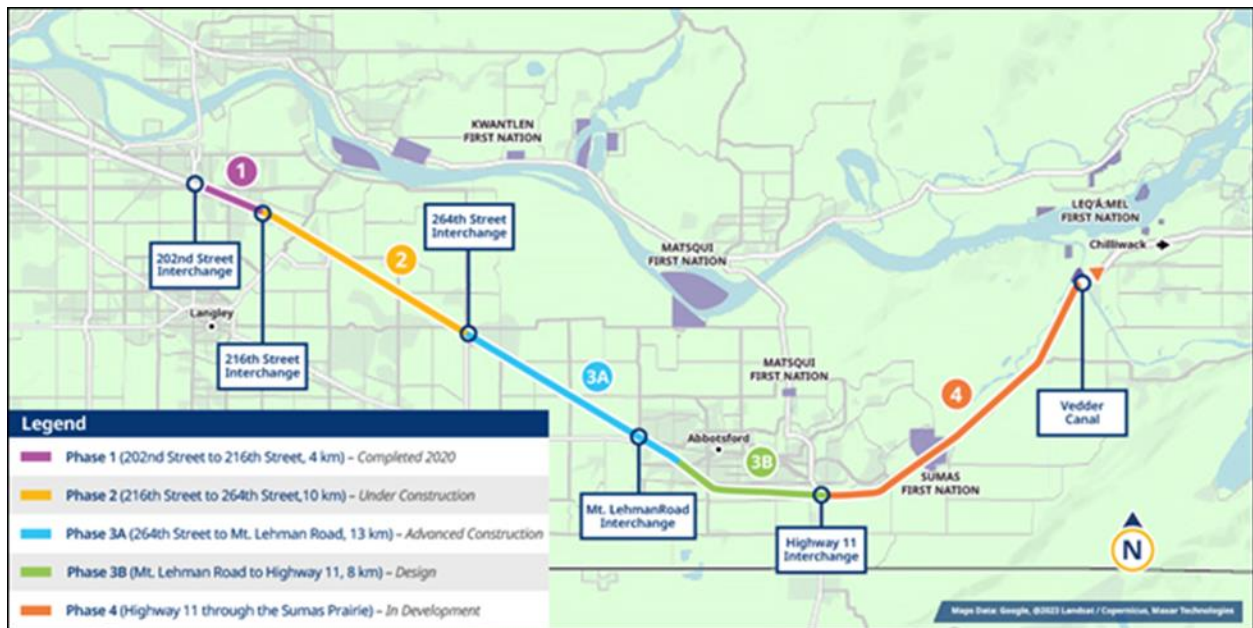 KWANTLEN
FIRST NATION
1
LEQ'Á:MEL
FIRST NATION
264th Street
Interchange
Chilliwack
202nd Street
Interchange
2
MATSQUI
FIRST NATION
Langley
216th Street
Interchange
3A
MATSQUI
FIRST NATION
4
Vedder
Canal
Legend
Abbotsford
3B
Phase 1 (202nd Street to 216th Street, 4 km) – Completed 2020
SUMAS
FIRST NATION
Phase 2 (216th Street to 264th Street,10 km) – Under Construction
Mt. LehmanRoad
Interchange
Phase 3A (264th Street to Mt. Lehman Road, 13 km) – Advanced Construction
Highway 11
Interchange
N
Phase 3B (Mt. Lehman Road to Highway 11, 8 km) – Design
Phase 4 (Highway 11 through the Sumas Prairie) – In Development
Maps Data: Google, @2023 Landsat / Copernicus, Maxar Technologies